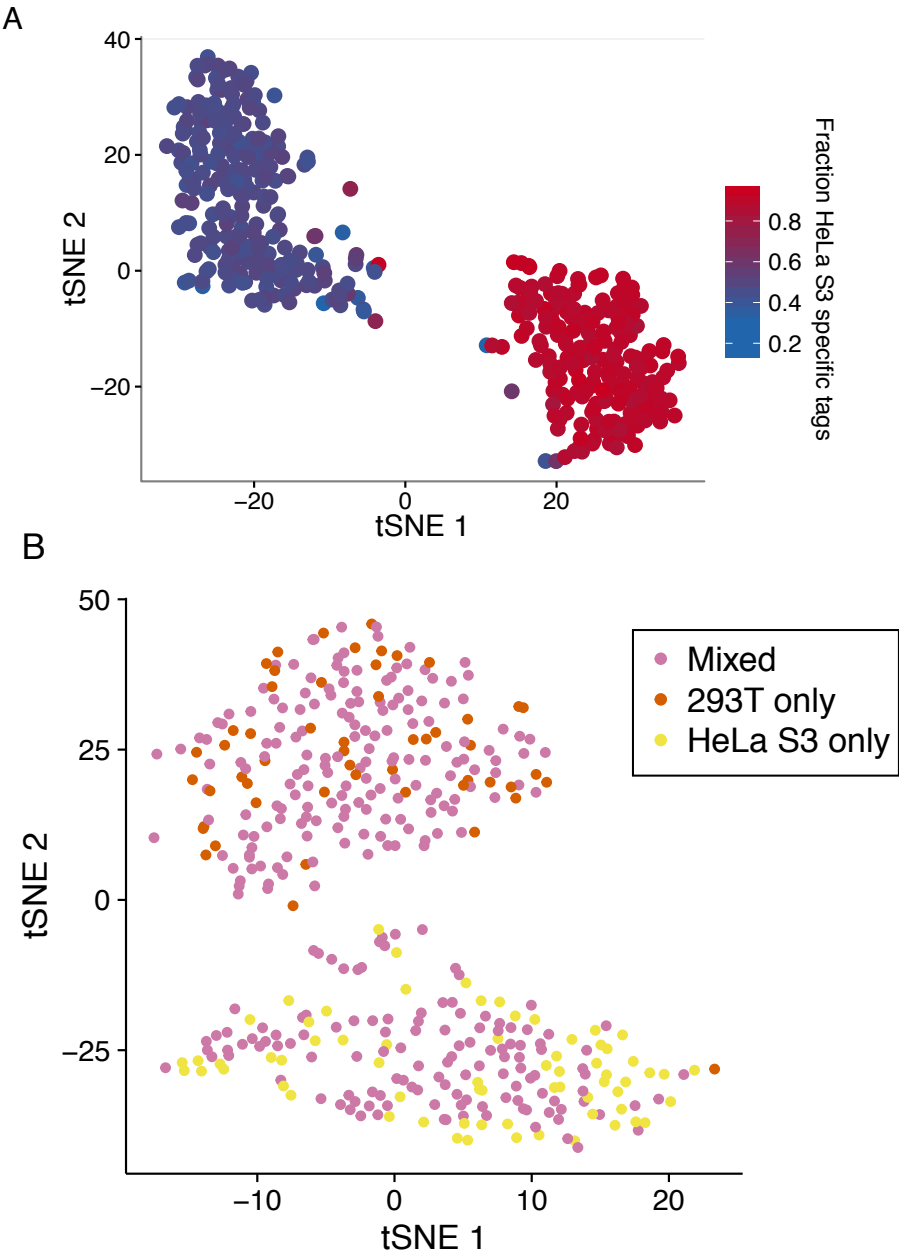 A
40
20
0
−20
tSNE 2
−20
0
20
tSNE 1
Fraction HeLa S3 specific tags
0.8
0.6
0.4
0.2
B
50
25
0
−25
tSNE 2
−10
0
10
20
tSNE 1
Mixed
293T only
HeLa S3 only